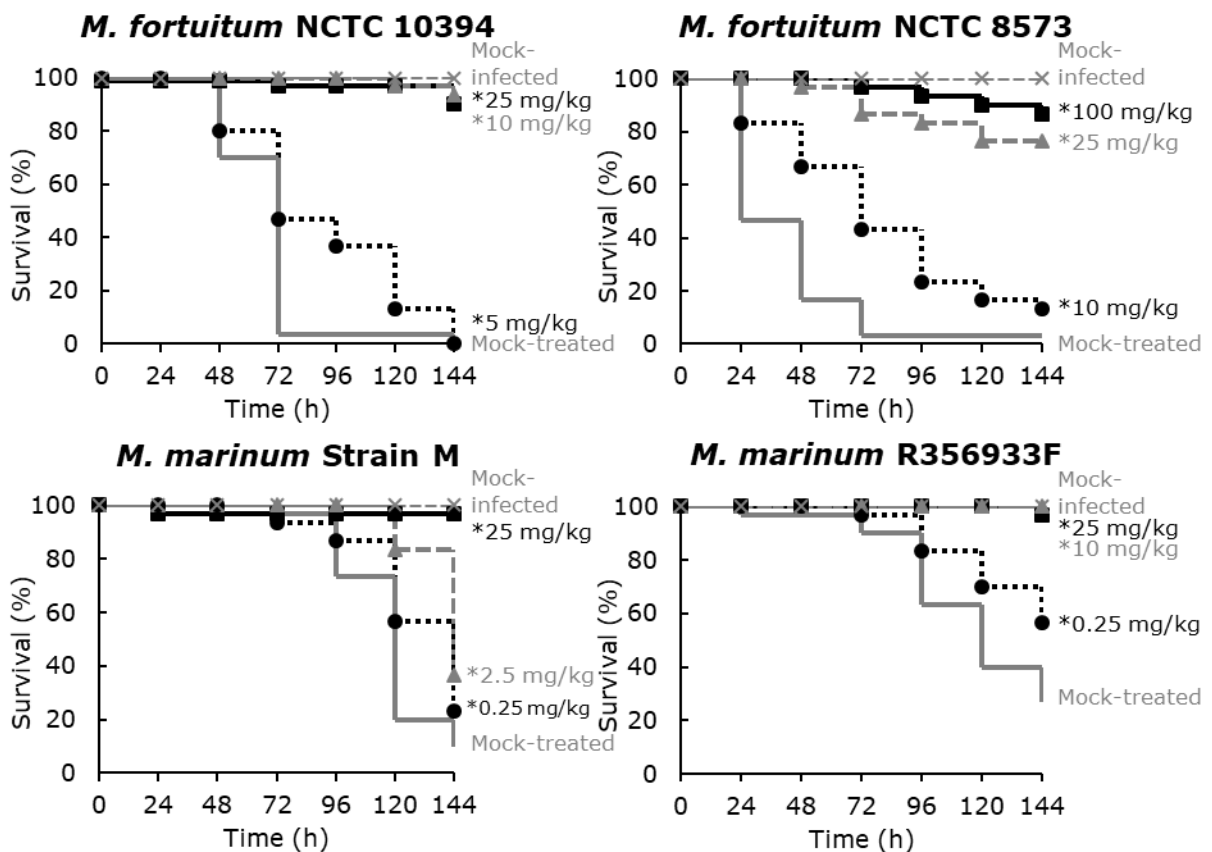 M. fortuitum NCTC 10394
Mock-
infected
*25 mg/kg
*10 mg/kg
*5 mg/kg
Mock-treated
Survival (%)
100
80
60
40
20
0
0 24 48 72 96 120 144
Time (h)
M. fortuitum NCTC 8573
Mock-
infected
*100 mg/kg
*25 mg/kg
*10 mg/kg
Mock-treated
Survival (%)
100
80
60
40
20
0
0 24 48 72 96 120 144
Time (h)
M. marinum Strain M
Mock-
infected
*25 mg/kg
*2.5 mg/kg
*0.25 mg/kg
Mock-treated
Survival (%)
100
80
60
40
20
0
0 24 48 72 96 120 144
Time (h)
M. marinum R356933F
Mock-
infected
*25 mg/kg
*10 mg/kg
*0.25 mg/kg
Mock-treated
Survival (%)
100
80
60
40
20
0
0 24 48 72 96 120 144
Time (h)